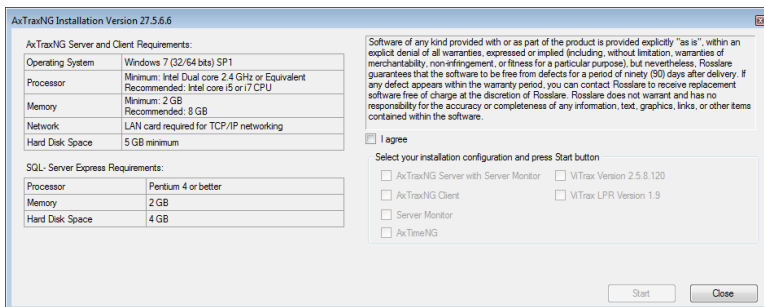 AxTraxNG Installation Version 27.5.6.6
AxTraxNG Server and Client Requirements:
Operating System Windows 7 (32/64 bits) SP1
Processor Minimum: Intel Dual core 2.4 GHz or Equivalent
Recommended: Intel core i5 or i7 CPU
Memory Minimum: 2 GB
Recommended: 8 GB
Network LAN card required for TCP/IP networking
Hard Disk Space 5 GB minimum
SQL- Server Express Requirements:
Processor Pentium 4 or better
Memory 2 GB
Hard Disk Space 4 GB
Software of any kind provided with or as part of the product is provided explicitly "as is", within an
explicit denial of all warranties, expressed or implied (including, without limitation, warranties of
merchantability, non-infringement, or fitness for a particular purpose), but nevertheless, Rosslare
guarantees that the software to be free from defects for a period of ninety (90) days after delivery. If
any defect appears within the warranty period, you can contact Rosslare to receive replacement
software free of charge at the discretion of Rosslare. Rosslare does not warrant and has no
responsibility for the accuracy or completeness of any information, text, graphics, links, or other items
contained within the software.
I agree
Select your installation configuration and press Start button
AxTraxNG Server with Server Monitor ViTrax Version 2.5.8.120
AxTraxNG Client ViTrax LPR Version 1.9
Server Monitor
AxTimeNG
Start Close